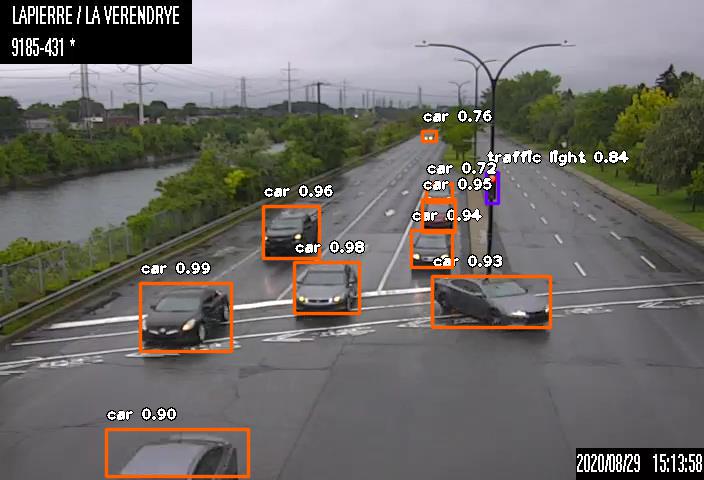 LAPIERRE / LA VERENDRYE
9185-431 *
car 0.76
traffic light 0.84
car 0.72
car 0.95
car 0.96
car 0.94
car 0.98
car 0.93
car 0.99
car 0.90
2020/08/29 15:13:58